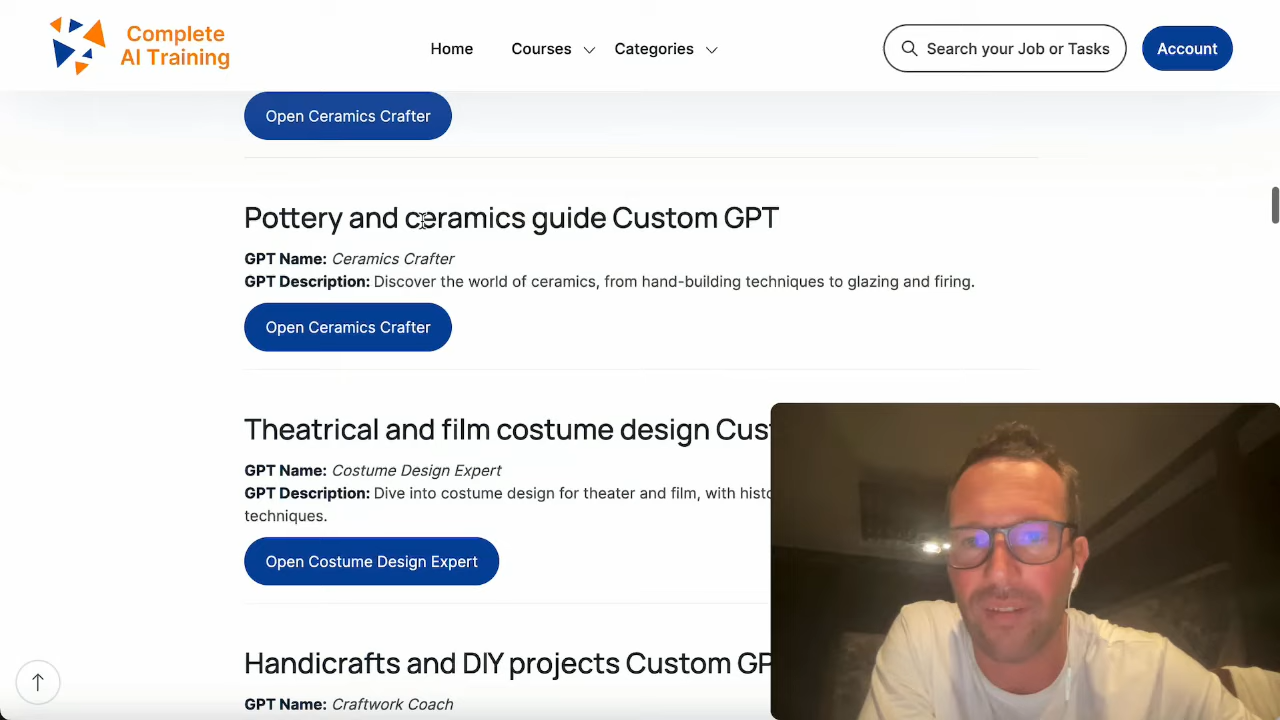 Complete
AI Training
Home
Courses
Categories
Search your Job or Tasks
Account
Open Ceramics Crafter
Pottery and ceramics guide Custom GPT
GPT Name: Ceramics Crafter
GPT Description: Discover the world of ceramics, from hand-building techniques to glazing and firing.
Open Ceramics Crafter
Theatrical and film costume design
GPT Name: Costume Design Expert
GPT Description: Dive into costume design for theater and film, with
techniques.
Open Costume Design Expert
Handicrafts and DIY projects Custom
GPT Name: Craftwork Coach